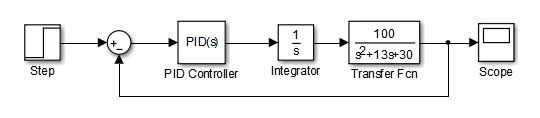 Step
+
−
PID(s)
PID Controller
1
s
Integrator
100
s²+13s+30
Transfer Fcn
Scope